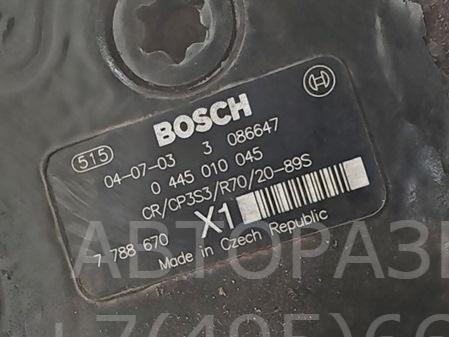 BOSCH
515 04-07-03 3 086647
0 445 010 045
CR/CP3S3/R70/20-89S
7 788 670 X1
Made in Czech Republic
АВТОРАЗБ